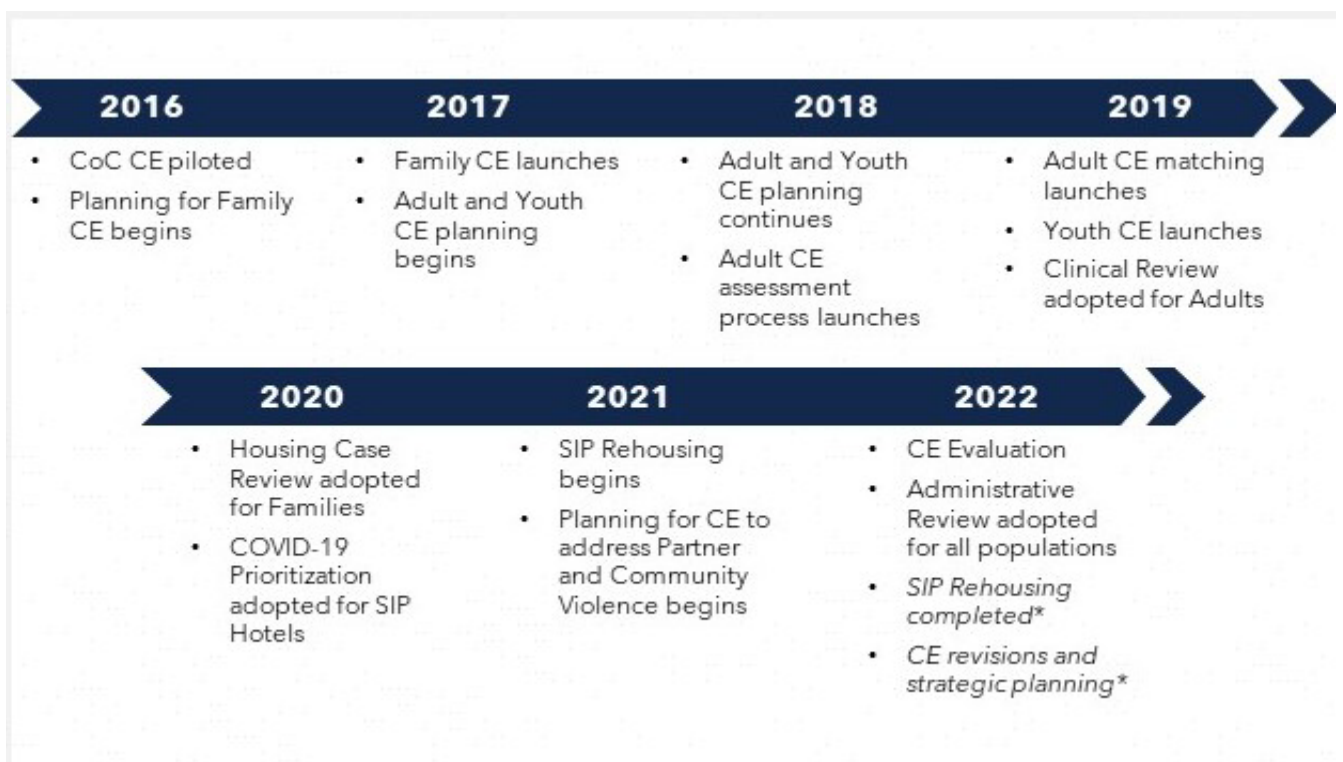 2016
• CoC CE piloted
• Planning for Family
CE begins
2017
• Family CE launches
• Adult and Youth
CE planning
begins
2018
• Adult and Youth
CE planning
continues
• Adult CE
assessment
process launches
2019
• Adult CE matching
launches
• Youth CE launches
• Clinical Review
adopted for Adults
2020
• Housing Case
Review adopted
for Families
• COVID-19
Prioritization
adopted for SIP
Hotels
2021
• SIP Rehousing
begins
• Planning for CE to
address Partner
and Community
Violence begins
2022
• CE Evaluation
• Administrative
Review adopted
for all populations
• SIP Rehousing
completed*
• CE revisions and
strategic planning*